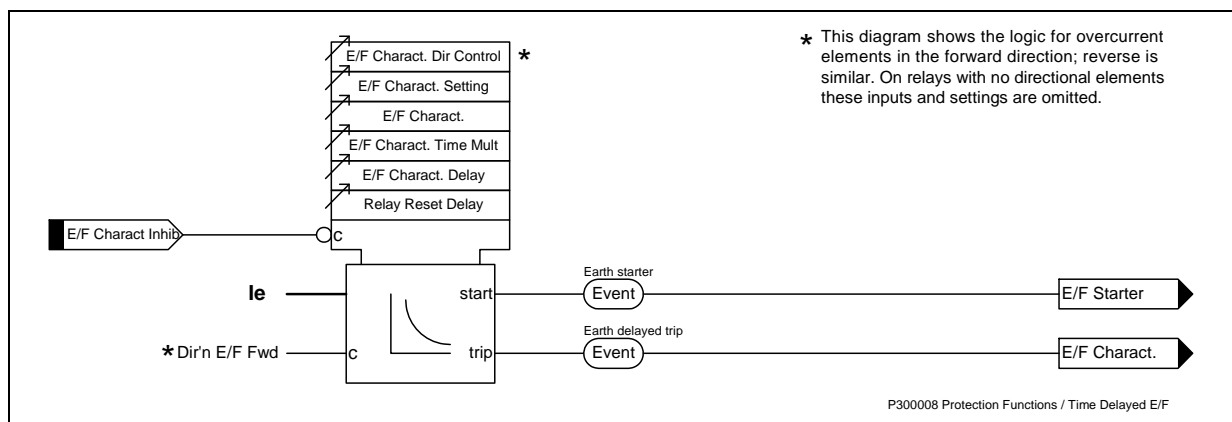 E/F Charact. Dir Control *
E/F Charact. Setting
E/F Charact.
E/F Charact. Time Mult
E/F Charact. Delay
Relay Reset Delay
* This diagram shows the logic for overcurrent
elements in the forward direction; reverse is
similar. On relays with no directional elements
these inputs and settings are omitted.
E/F Charact Inhib
c
Ie
start
Earth starter
Event
E/F Starter
* Dir'n E/F Fwd
c
trip
Earth delayed trip
Event
E/F Charact.
P300008 Protection Functions / Time Delayed E/F